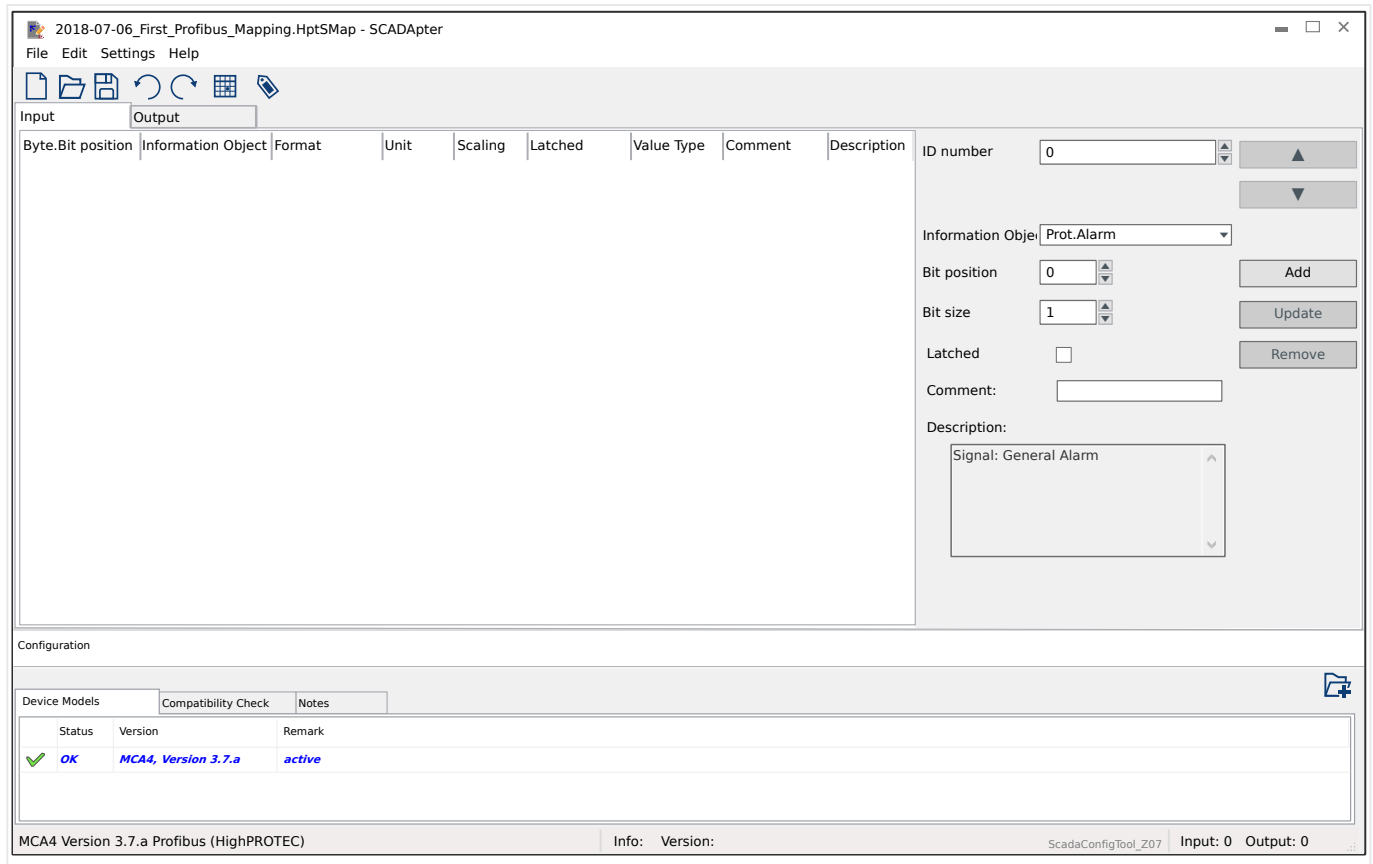 2018-07-06_First_Profibus_Mapping.HptSMap - SCADApter
File Edit Settings Help
Input Output
Byte.Bit position Information Object Format Unit Scaling Latched Value Type Comment Description
ID number 0
Information Obje Prot.Alarm
Bit position 0 Add
Bit size 1 Update
Latched Remove
Comment:
Description:
Signal: General Alarm
Configuration
Device Models Compatibility Check Notes
Status Version Remark
OK MCA4, Version 3.7.a active
MCA4 Version 3.7.a Profibus (HighPROTEC) Info: Version: ScadaConfigTool_Z07 Input: 0 Output: 0